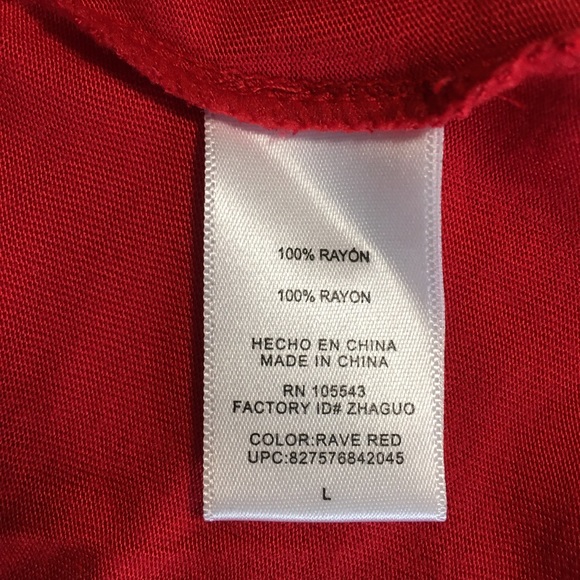 100% RAYÓN
100% RAYON
HECHO EN CHINA
MADE IN CHINA
RN 105543
FACTORY ID# ZHAGUO
COLOR:RAVE RED
UPC:827576842045
L